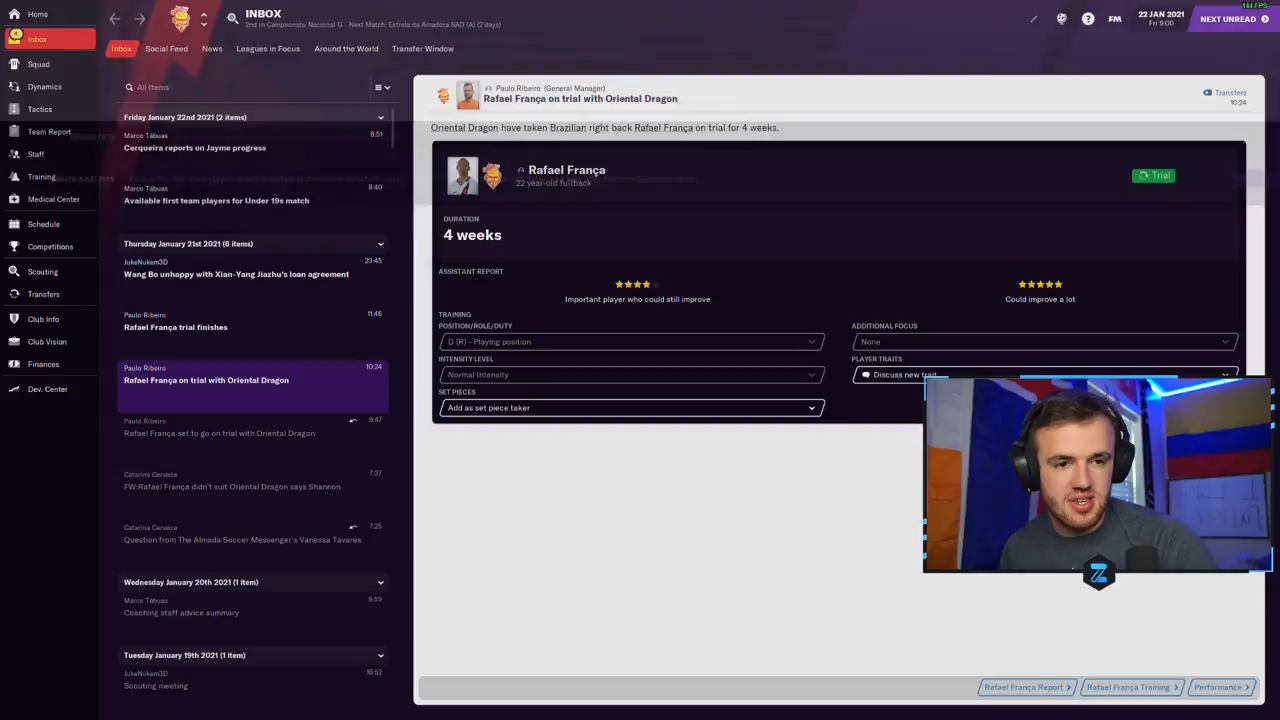 Home
Inbox
Squad
Dynamics
Tactics
Team Report
Staff
Training
Medical Center
Schedule
Competitions
Scouting
Transfers
Club Info
Club Vision
Finances
Dev. Center
INBOX
2nd in Campeonato Nacional G - Next Match: Estrela da Amadora SAD (A) (2 days)
184 FPS
FM
22 JAN 2021
Fri 9:00
NEXT UNREAD
Inbox
Social Feed
News
Leagues in Focus
Around the World
Transfer Window
All Items
Friday January 22nd 2021 (2 items)
Marco Tábuas 8:51
Cerqueira reports on Jayme progress
Marco Tábuas 8:40
Available first team players for Under 19s match
Thursday January 21st 2021 (6 items)
JukeNukem3D 23:45
Wang Bo unhappy with Xian-Yang Jiazhu's loan agreement
Paulo Ribeiro 11:46
Rafael França trial finishes
Paulo Ribeiro 10:24
Rafael França on trial with Oriental Dragon
Paulo Ribeiro 9:47
Rafael França set to go on trial with Oriental Dragon
Catarina Cerveira 7:37
FW:Rafael França didn't suit Oriental Dragon says Shannon
Catarina Cerveira 7:25
Question from The Almada Soccer Messenger's Vanessa Tavares
Wednesday January 20th 2021 (1 item)
Marco Tábuas 8:59
Coaching staff advice summary
Tuesday January 19th 2021 (1 item)
JukeNukem3D 16:52
Scouting meeting
Paulo Ribeiro (General Manager)
Rafael França on trial with Oriental Dragon
Transfers
10:24
Oriental Dragon have taken Brazilian right back Rafael França on trial for 4 weeks.
Rafael França
22 year-old fullback
Trial
DURATION
4 weeks
ASSISTANT REPORT
Important player who could still improve
Could improve a lot
TRAINING
POSITION/ROLE/DUTY
D (R) - Playing position
ADDITIONAL FOCUS
None
INTENSITY LEVEL
Normal Intensity
PLAYER TRAITS
Discuss new trait
SET PIECES
Add as set piece taker
Rafael França Report
Rafael França Training
Performance